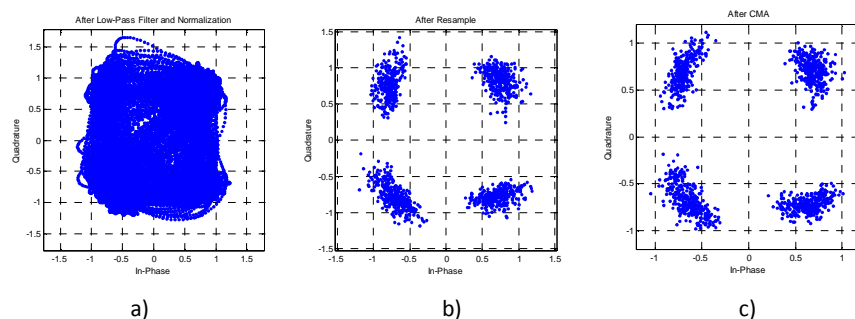 After Low-Pass Filter and Normalization
1.5
1
0.5
0
-0.5
-1
-1.5
Quadrature
-1.5 -1 -0.5 0 0.5 1 1.5
In-Phase
a)
After Resample
1.5
1
0.5
0
-0.5
-1
-1.5
Quadrature
-1.5 -1 -0.5 0 0.5 1 1.5
In-Phase
b)
After CMA
1
0.5
0
-0.5
-1
Quadrature
-1 -0.5 0 0.5 1
In-Phase
c)